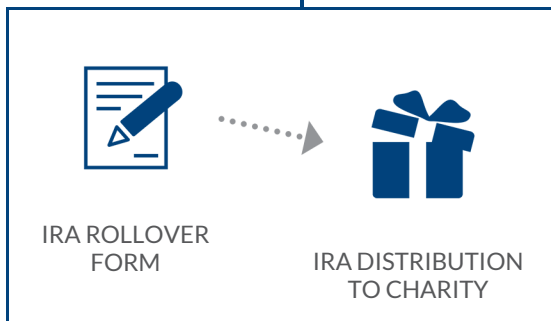 IRA ROLLOVER
FORM
IRA DISTRIBUTION
TO CHARITY